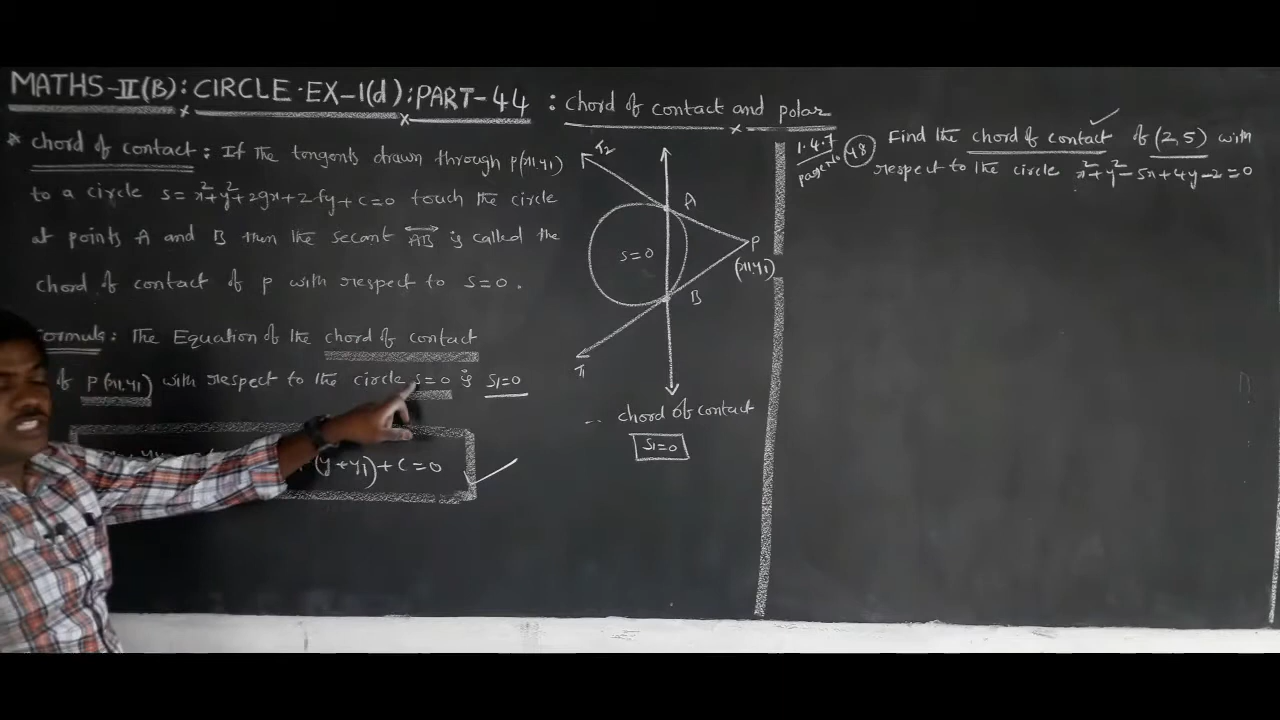 MATHS-II(B): CIRCLE·EX-1(d); PART-44 : chord of contact and polar
* chord of contact: If the tangents drawn through P(x1,y1)
to a circle S=x²+y²+2gx+2fy+c=0 touch the circle
at points A and B then the secant AB is called the
chord of contact of p with respect to S=0.
Formula: The Equation of the chord of contact
of P(x1,y1) with respect to the circle S=0 is S1=0
(y+y1)+c=0
T2
A
S=0
P
(x1,y1)
B
T1
∴ chord of contact
S1=0
1.4.7
48 Find the chord of contact of (2,5) with
respect to the circle x²+y²-5x+4y-2=0